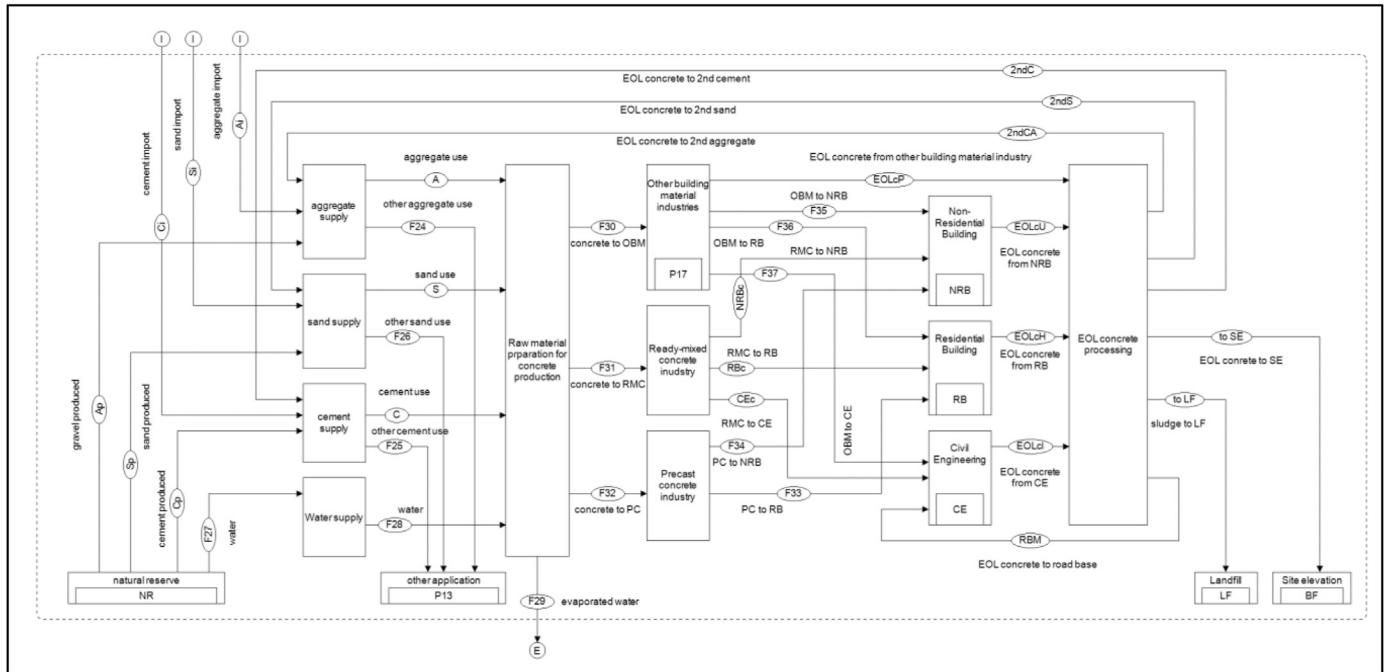 I
I
I
2ndC
EOL concrete to 2nd cement
2ndS
EOL concrete to 2nd sand
2ndCA
EOL concrete to 2nd aggregate
cement import
sand import
aggregate import
Ci
Si
Ai
aggregate use
A
other aggregate use
F24
aggregate
supply
sand use
S
other sand use
F26
sand supply
cement use
C
other cement use
F25
cement
supply
Water supply
water
F28
gravel produced
Ap
sand produced
Sp
cement produced
Cp
F27
water
natural reserve
NR
other application
P13
Raw material
prparation for
concrete
production
F29
evaporated water
E
F30
concrete to OBM
F31
concrete to RMC
F32
concrete to PC
Other building
material
industries
P17
Ready-mixed
concrete
inudstry
Precast
concrete
industry
EOL concrete from other building material industry
EOLcP
OBM to NRB
F35
F36
OBM to RB
RMC to NRB
F37
NRBc
RMC to RB
RBc
CEc
RMC to CE
F34
PC to NRB
OBM to CE
F33
PC to RB
Non-
Residential
Building
NRB
Residential
Building
RB
Civil
Engineering
CE
EOLcU
EOL concrete
from NRB
EOLcH
EOL concrete
from RB
EOLcI
EOL concrete
from CE
RBM
EOL concrete to road base
EOL concrete
processing
to SE
EOL conrete to SE
to LF
sludge to LF
Landfill
LF
Site elevation
BF